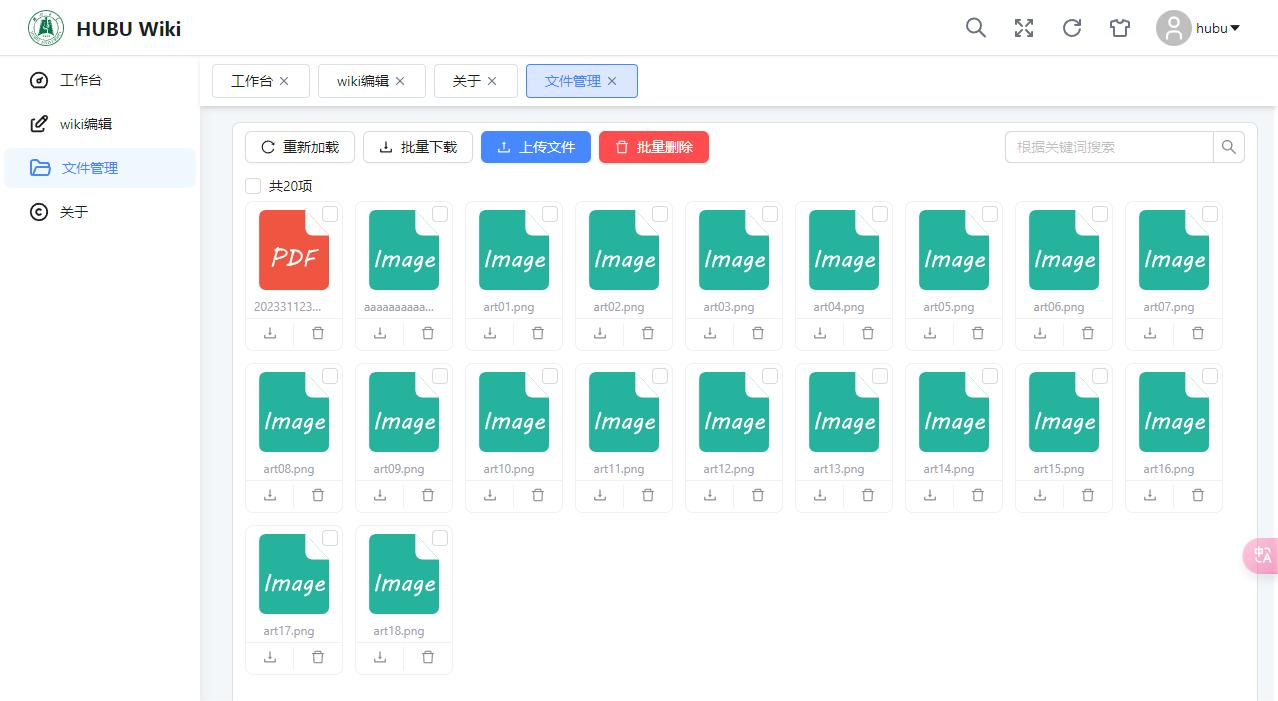 HUBU Wiki
hubu
工作台
wiki编辑
文件管理
关于
工作台
wiki编辑
关于
文件管理
重新加载
批量下载
上传文件
批量删除
根据关键词搜索
共20项
PDF
Image
Image
Image
Image
Image
Image
Image
Image
202331123...
aaaaaaaaaa...
art01.png
art02.png
art03.png
art04.png
art05.png
art06.png
art07.png
Image
Image
Image
Image
Image
Image
Image
Image
Image
art08.png
art09.png
art10.png
art11.png
art12.png
art13.png
art14.png
art15.png
art16.png
Image
Image
art17.png
art18.png
中A